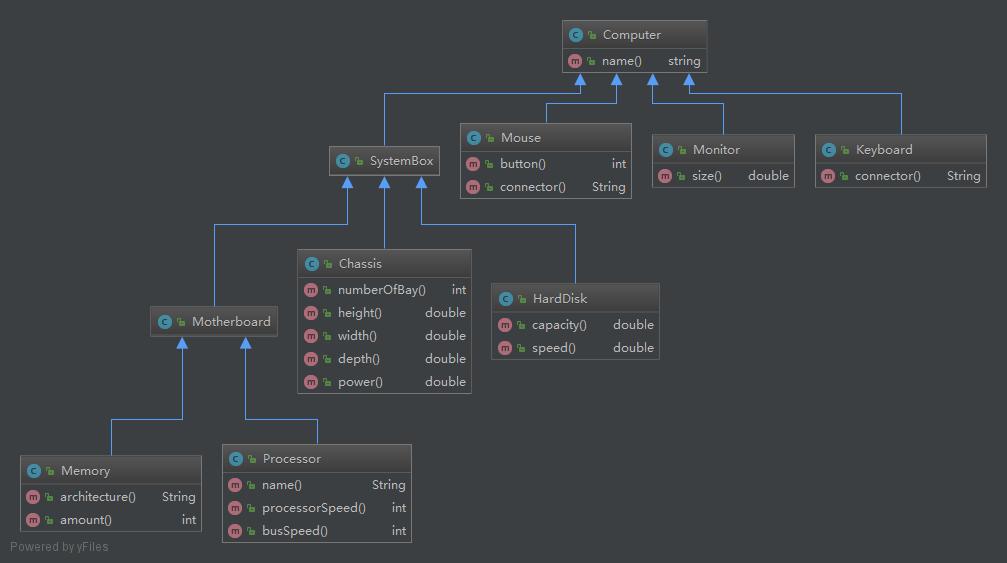 Computer
name() string
SystemBox
Mouse
button() int
connector() String
Monitor
size() double
Keyboard
connector() String
Motherboard
Chassis
numberOfBay() int
height() double
width() double
depth() double
power() double
HardDisk
capacity() double
speed() double
Memory
architecture() String
amount() int
Processor
name() String
processorSpeed() int
busSpeed() int
Powered by yFiles